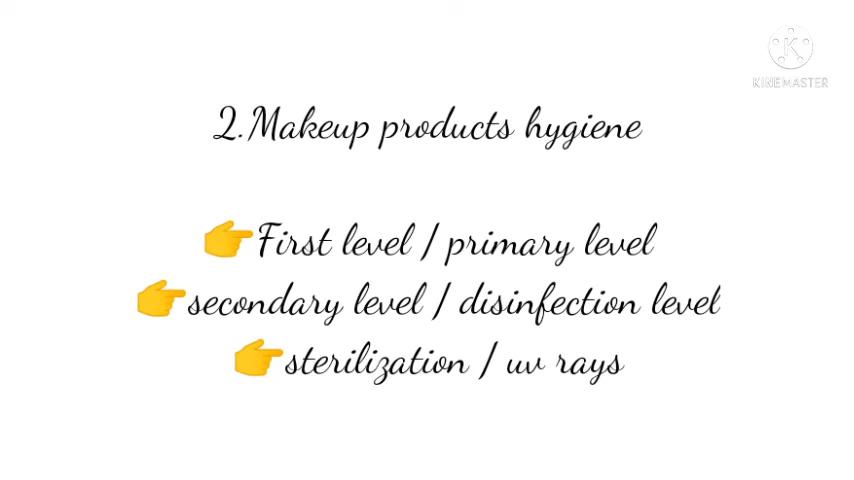 KINEMASTER
2.Makeup products hygiene
👉First level / primary level
👉secondary level / disinfection level
👉sterilization / uv rays